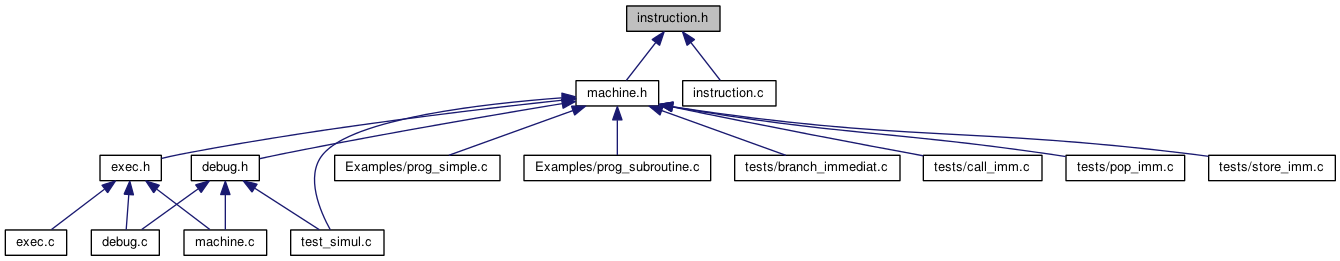 instruction.h
machine.h
instruction.c
exec.h
debug.h
Examples/prog_simple.c
Examples/prog_subroutine.c
tests/branch_immediat.c
tests/call_imm.c
tests/pop_imm.c
tests/store_imm.c
exec.c
debug.c
machine.c
test_simul.c